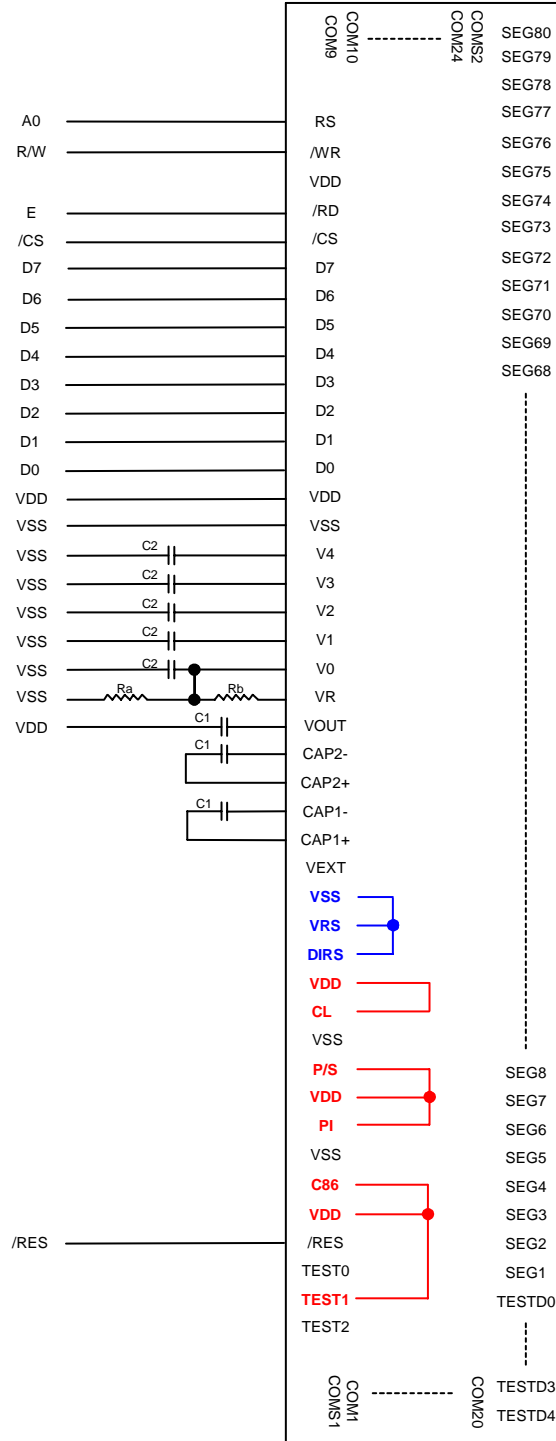 COM9
COM10
COM24
COMS2
SEG80
SEG79
SEG78
SEG77
SEG76
SEG75
SEG74
SEG73
SEG72
SEG71
SEG70
SEG69
SEG68
A0 RS
R/W /WR
VDD
E /RD
/CS /CS
D7 D7
D6 D6
D5 D5
D4 D4
D3 D3
D2 D2
D1 D1
D0 D0
VDD VDD
VSS VSS
VSS C2 V4
VSS C2 V3
VSS C2 V2
VSS C2 V1
VSS C2 V0
VSS Ra Rb VR
VDD C1 VOUT
C1 CAP2-
CAP2+
C1 CAP1-
CAP1+
VEXT
VSS
VRS
DIRS
VDD
CL
VSS
P/S
VDD
PI
VSS
C86
VDD
/RES /RES
TEST0
TEST1
TEST2
SEG8
SEG7
SEG6
SEG5
SEG4
SEG3
SEG2
SEG1
TESTD0
TESTD3
TESTD4
COMS1
COM1
COM20